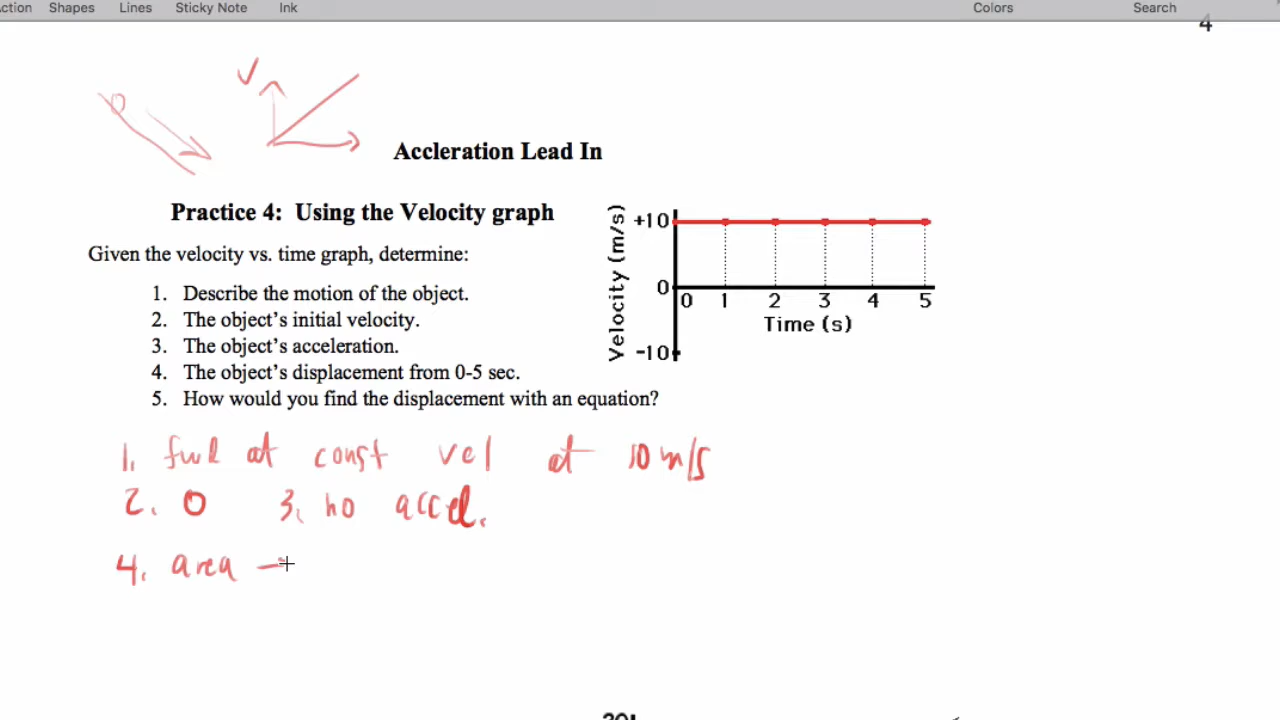 ction Shapes Lines Sticky Note Ink Colors Search
4
V
Accleration Lead In
Practice 4: Using the Velocity graph
Given the velocity vs. time graph, determine:
1. Describe the motion of the object.
2. The object's initial velocity.
3. The object's acceleration.
4. The object's displacement from 0-5 sec.
5. How would you find the displacement with an equation?
Velocity (m/s)
+10
0
-10
0 1 2 3 4 5
Time (s)
1. fwd at const vel at 10 m/s
2. 0 3. no accel.
4. area